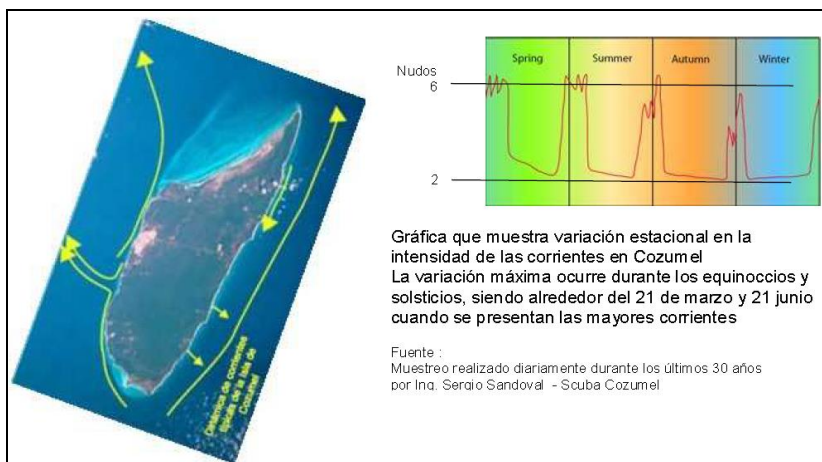 Dinámica de corrientes
típicas de la Isla de
Cozumel
Nudos
6
2
Spring
Summer
Autumn
Winter
Gráfica que muestra variación estacional en la
intensidad de las corrientes en Cozumel
La variación máxima ocurre durante los equinoccios y
solsticios, siendo alrededor del 21 de marzo y 21 junio
cuando se presentan las mayores corrientes
Fuente :
Muestreo realizado diariamente durante los últimos 30 años
por Ing. Sergio Sandoval - Scuba Cozumel